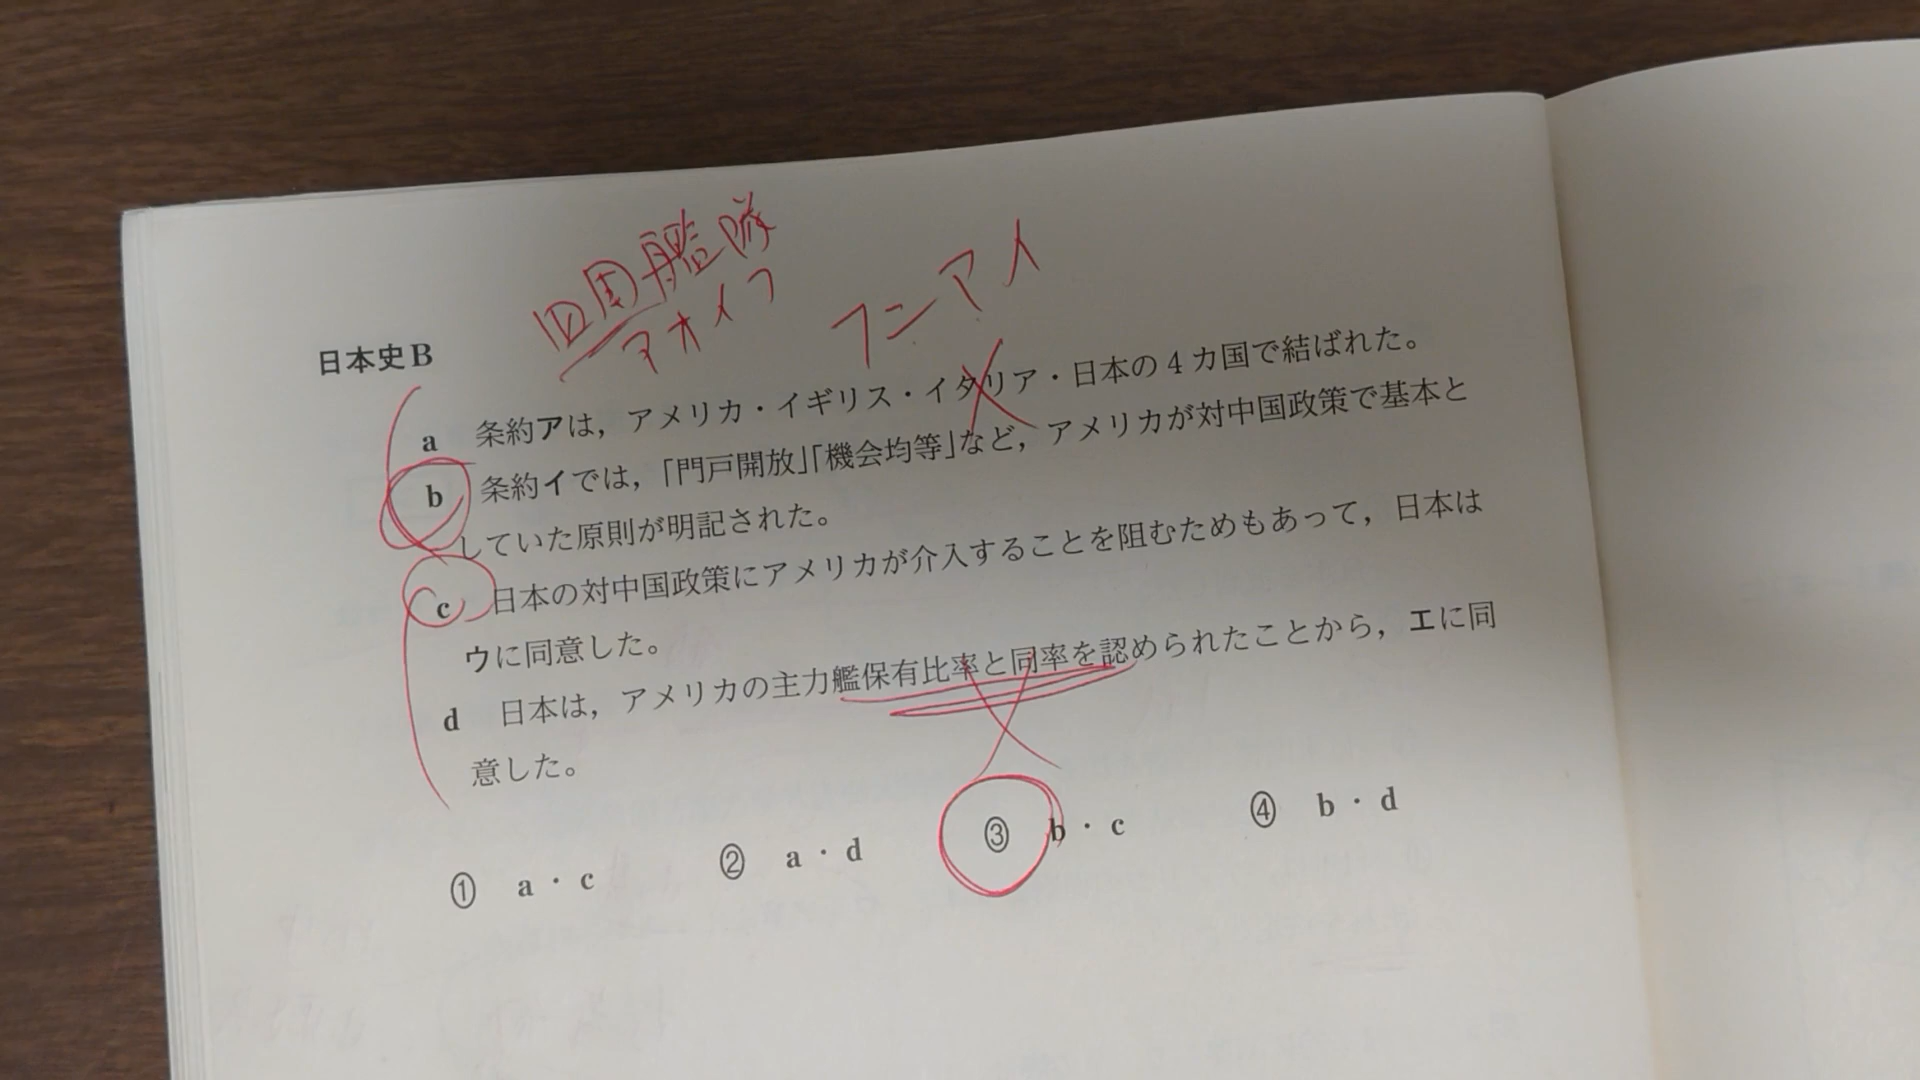 四国艦隊
アオメフ
フニアメ
日本史B
a 条約アは，アメリカ・イギリス・イタリア・日本の4カ国で結ばれた。
b 条約イでは，「門戸開放」「機会均等」など，アメリカが対中国政策で基本と
していた原則が明記された。
c 日本の対中国政策にアメリカが介入することを阻むためもあって，日本は
ウに同意した。
d 日本は，アメリカの主力艦保有比率と同率を認められたことから，エに同
意した。
① a・c ② a・d ③ b・c ④ b・d